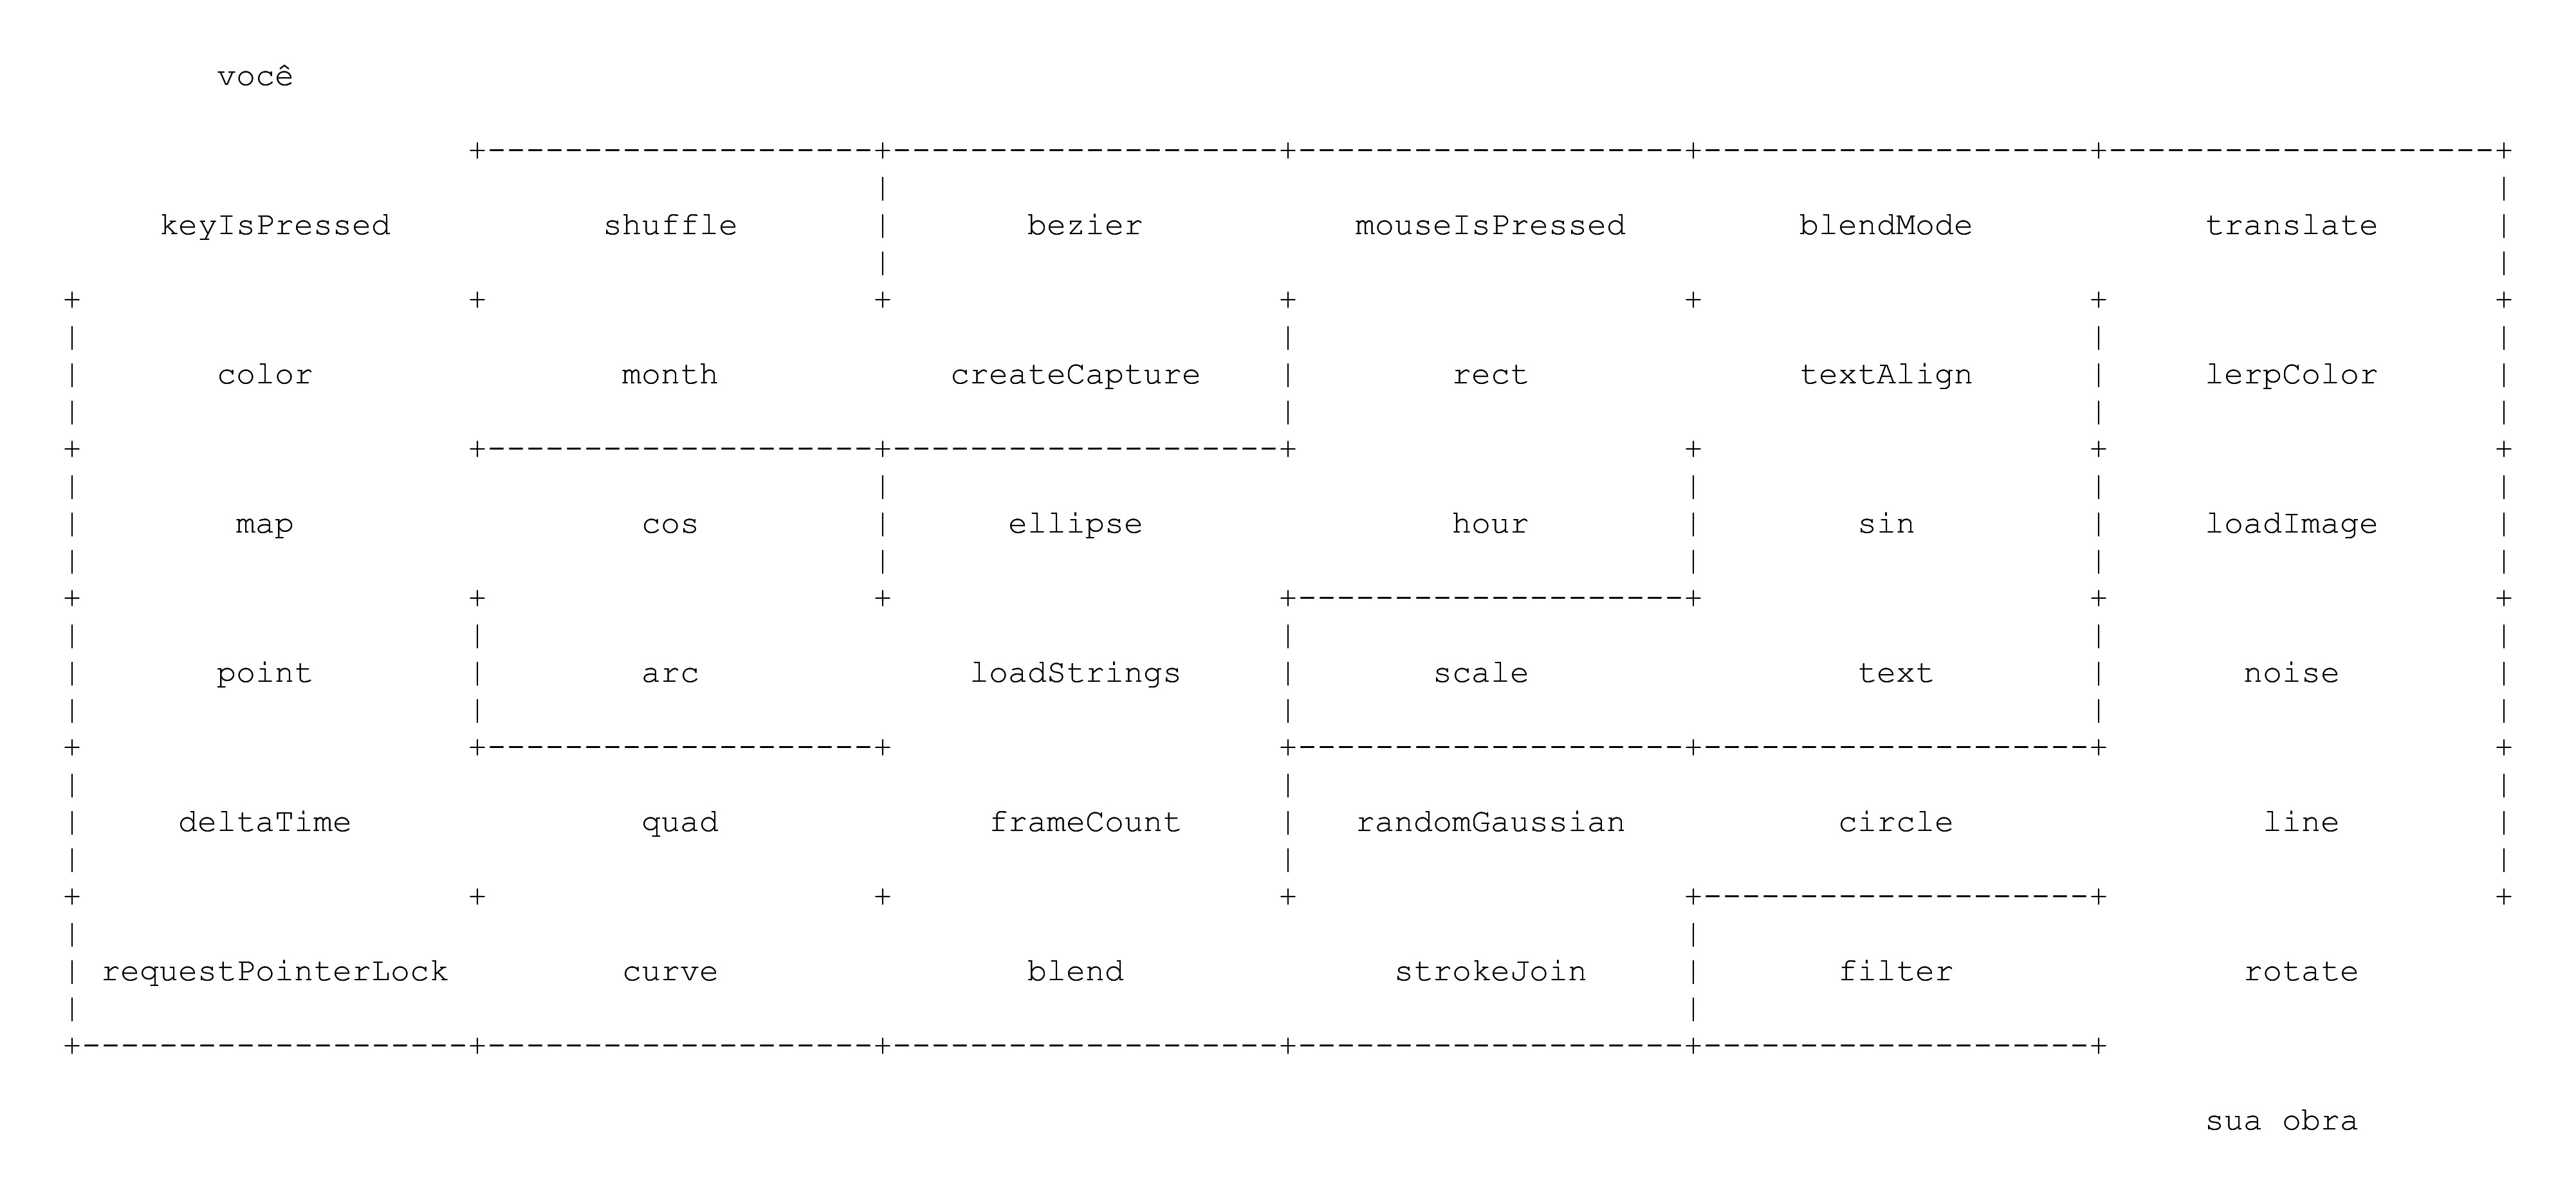 você
keyIsPressed shuffle bezier mouseIsPressed blendMode translate
color month createCapture rect textAlign lerpColor
map cos ellipse hour sin loadImage
point arc loadStrings scale text noise
deltaTime quad frameCount randomGaussian circle line
requestPointerLock curve blend strokeJoin filter rotate
sua obra